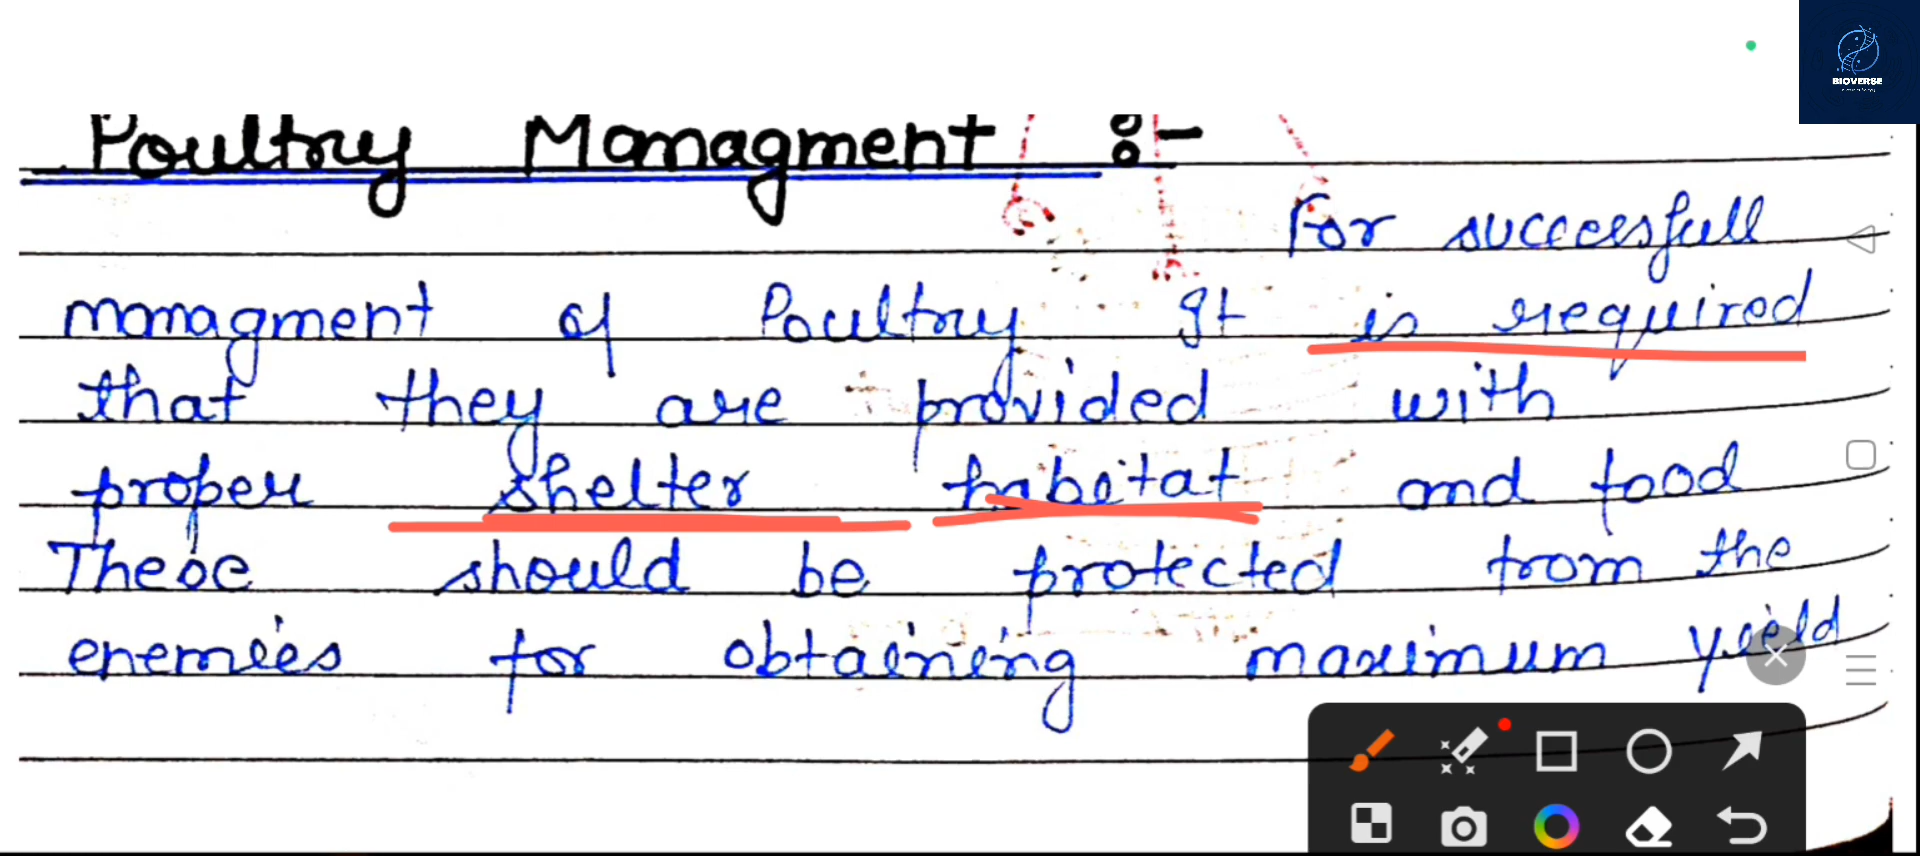 BIOVERSE
Poultry Managment :-
For successfull
managment of Poultry It is required
that they are provided with
proper shelter habitat and food
These should be protected from the
enemies for obtaining maximum yield